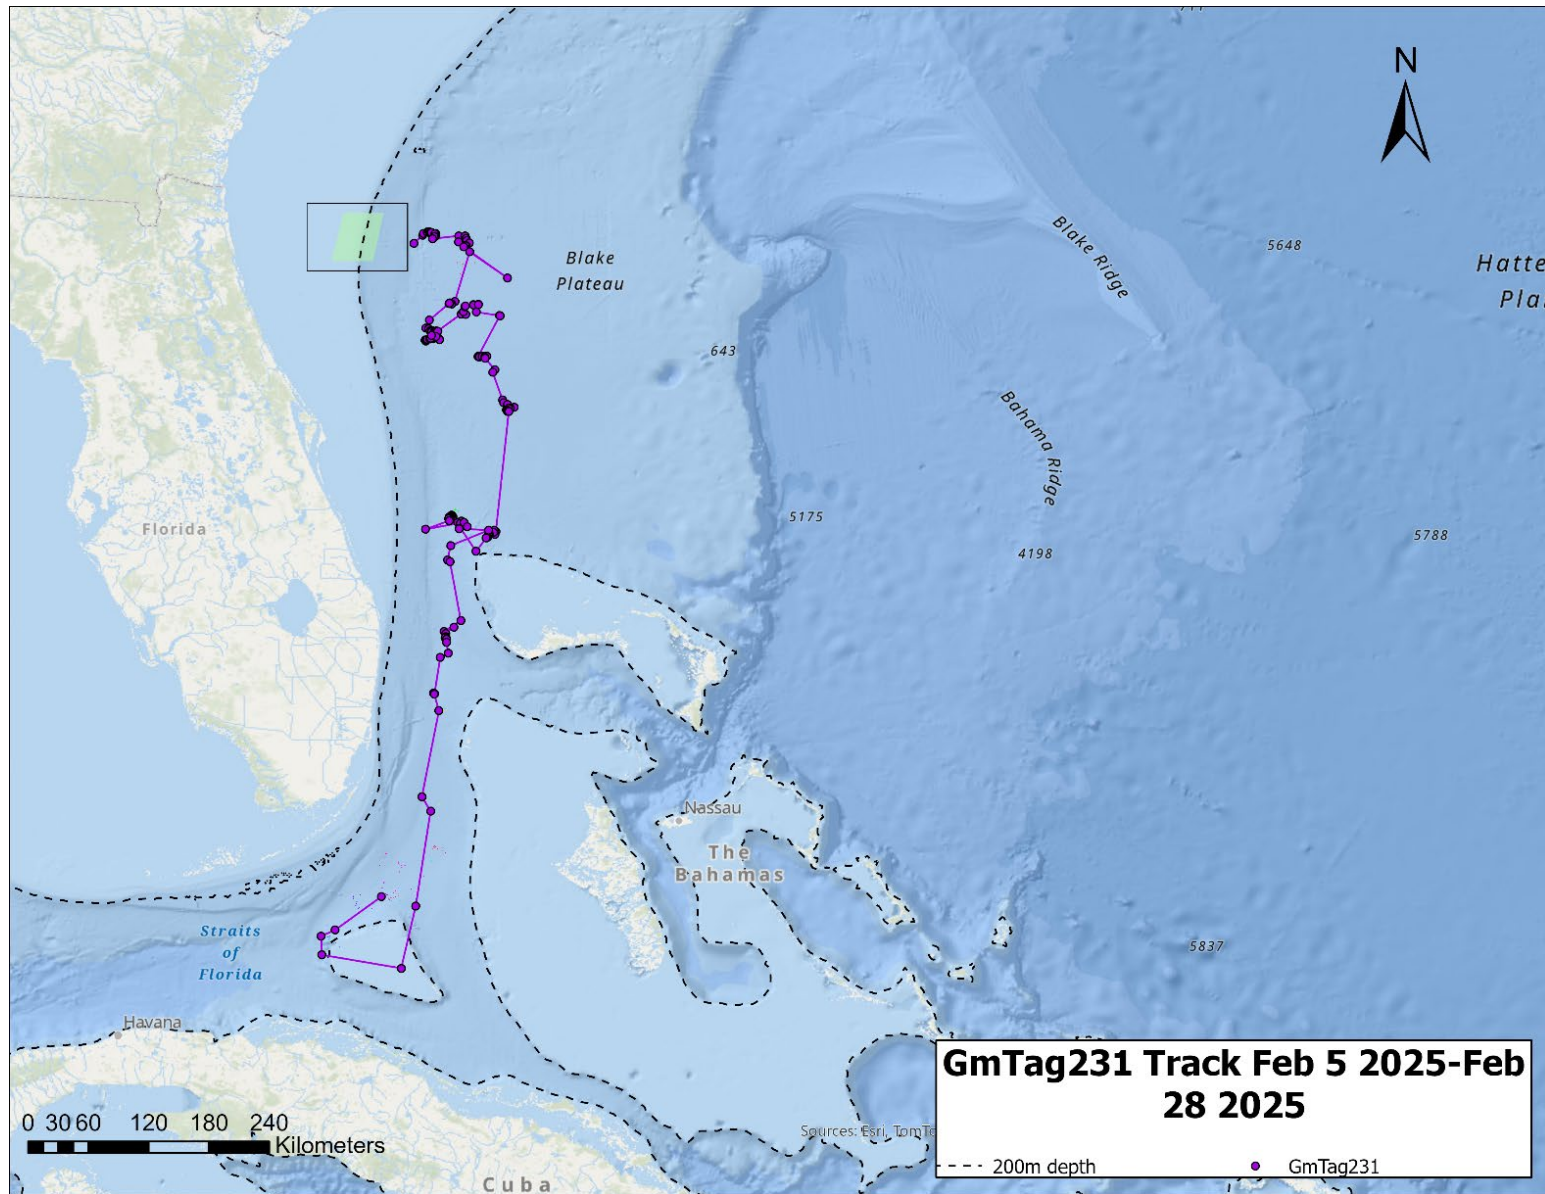 N
Blake Ridge
5648
Hatte
Pla
Blake
Plateau
643
Bahama Ridge
5175
5788
4198
Florida
Nassau
The
Bahamas
Straits
of
Florida
5837
Havana
GmTag231 Track Feb 5 2025-Feb
28 2025
0 30 60 120 180 240
Kilometers
Sources: Esri, TomTo
200m depth
GmTag231
Cuba